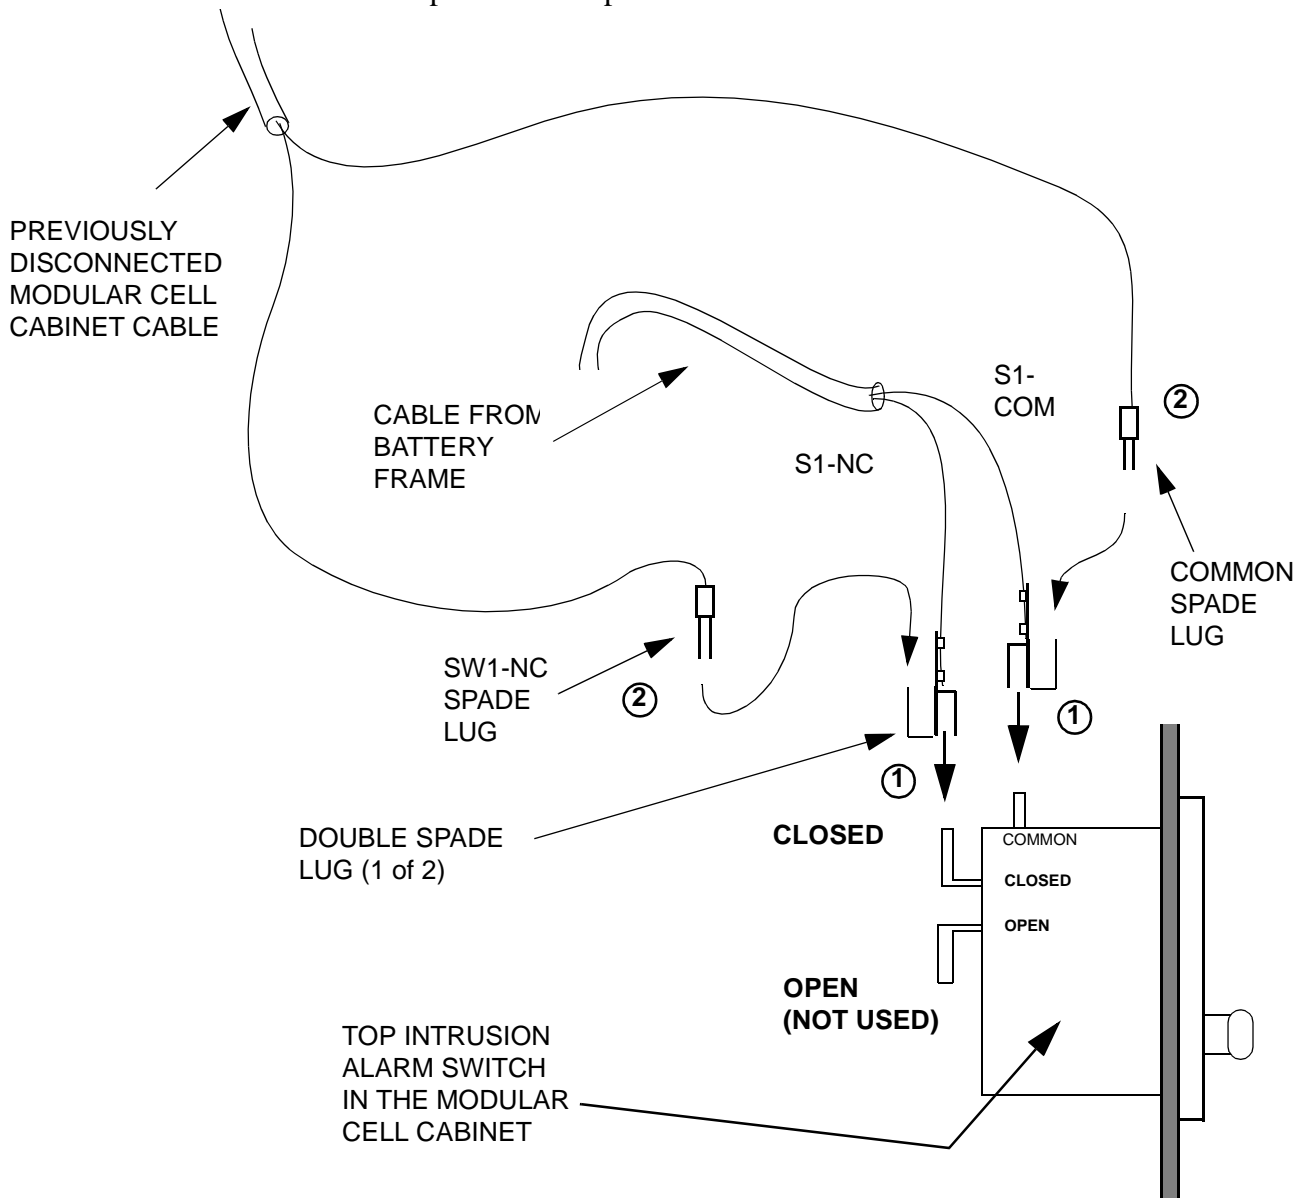 PREVIOUSLY
DISCONNECTED
MODULAR CELL
CABINET CABLE
CABLE FROM
BATTERY
FRAME
S1-
COM
2
S1-NC
COMMON
SPADE
LUG
SW1-NC
SPADE
LUG
2
1
1
DOUBLE SPADE
LUG (1 of 2)
CLOSED
COMMON
CLOSED
OPEN
OPEN
(NOT USED)
TOP INTRUSION
ALARM SWITCH
IN THE MODULAR
CELL CABINET